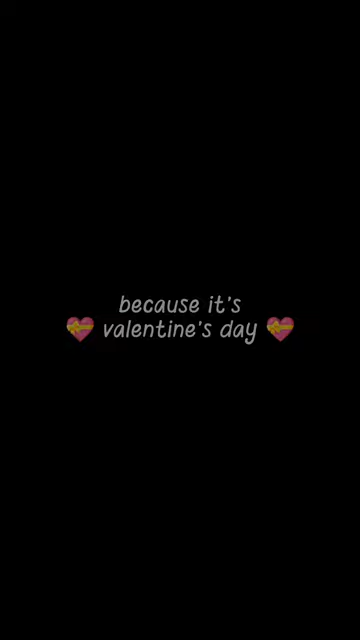 because it's
💝 valentine's day 💝